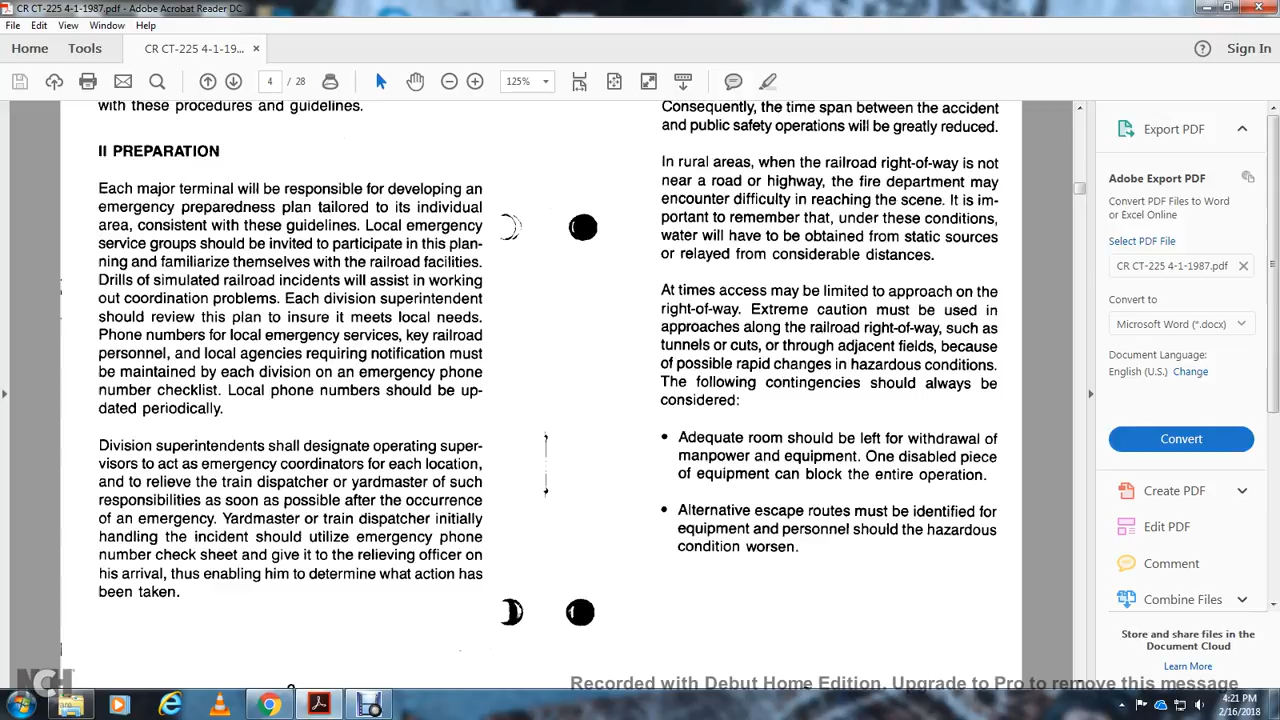 CR CT-225 4-1-1987.pdf - Adobe Acrobat Reader DC
File Edit View Window Help
Home Tools CR CT-225 4-1-19... × Sign In
4 / 28 125%
with these procedures and guidelines.
II PREPARATION
Each major terminal will be responsible for developing an
emergency preparedness plan tailored to its individual
area, consistent with these guidelines. Local emergency
service groups should be invited to participate in this plan-
ning and familiarize themselves with the railroad facilities.
Drills of simulated railroad incidents will assist in working
out coordination problems. Each division superintendent
should review this plan to insure it meets local needs.
Phone numbers for local emergency services, key railroad
personnel, and local agencies requiring notification must
be maintained by each division on an emergency phone
number checklist. Local phone numbers should be up-
dated periodically.
Division superintendents shall designate operating super-
visors to act as emergency coordinators for each location,
and to relieve the train dispatcher or yardmaster of such
responsibilities as soon as possible after the occurrence
of an emergency. Yardmaster or train dispatcher initially
handling the incident should utilize emergency phone
number check sheet and give it to the relieving officer on
his arrival, thus enabling him to determine what action has
been taken.
Consequently, the time span between the accident
and public safety operations will be greatly reduced.
In rural areas, when the railroad right-of-way is not
near a road or highway, the fire department may
encounter difficulty in reaching the scene. It is im-
portant to remember that, under these conditions,
water will have to be obtained from static sources
or relayed from considerable distances.
At times access may be limited to approach on the
right-of-way. Extreme caution must be used in
approaches along the railroad right-of-way, such as
tunnels or cuts, or through adjacent fields, because
of possible rapid changes in hazardous conditions.
The following contingencies should always be
considered:
• Adequate room should be left for withdrawal of
manpower and equipment. One disabled piece
of equipment can block the entire operation.
• Alternative escape routes must be identified for
equipment and personnel should the hazardous
condition worsen.
Export PDF
Adobe Export PDF
Convert PDF Files to Word
or Excel Online
Select PDF File
CR CT-225 4-1-1987.pdf ×
Convert to
Microsoft Word (*.docx)
Document Language:
English (U.S.) Change
Convert
Create PDF
Edit PDF
Comment
Combine Files
Store and share files in the
Document Cloud
Learn More
NCH
Recorded with Debut Home Edition. Upgrade to Pro to remove this message
4:21 PM
2/16/2018